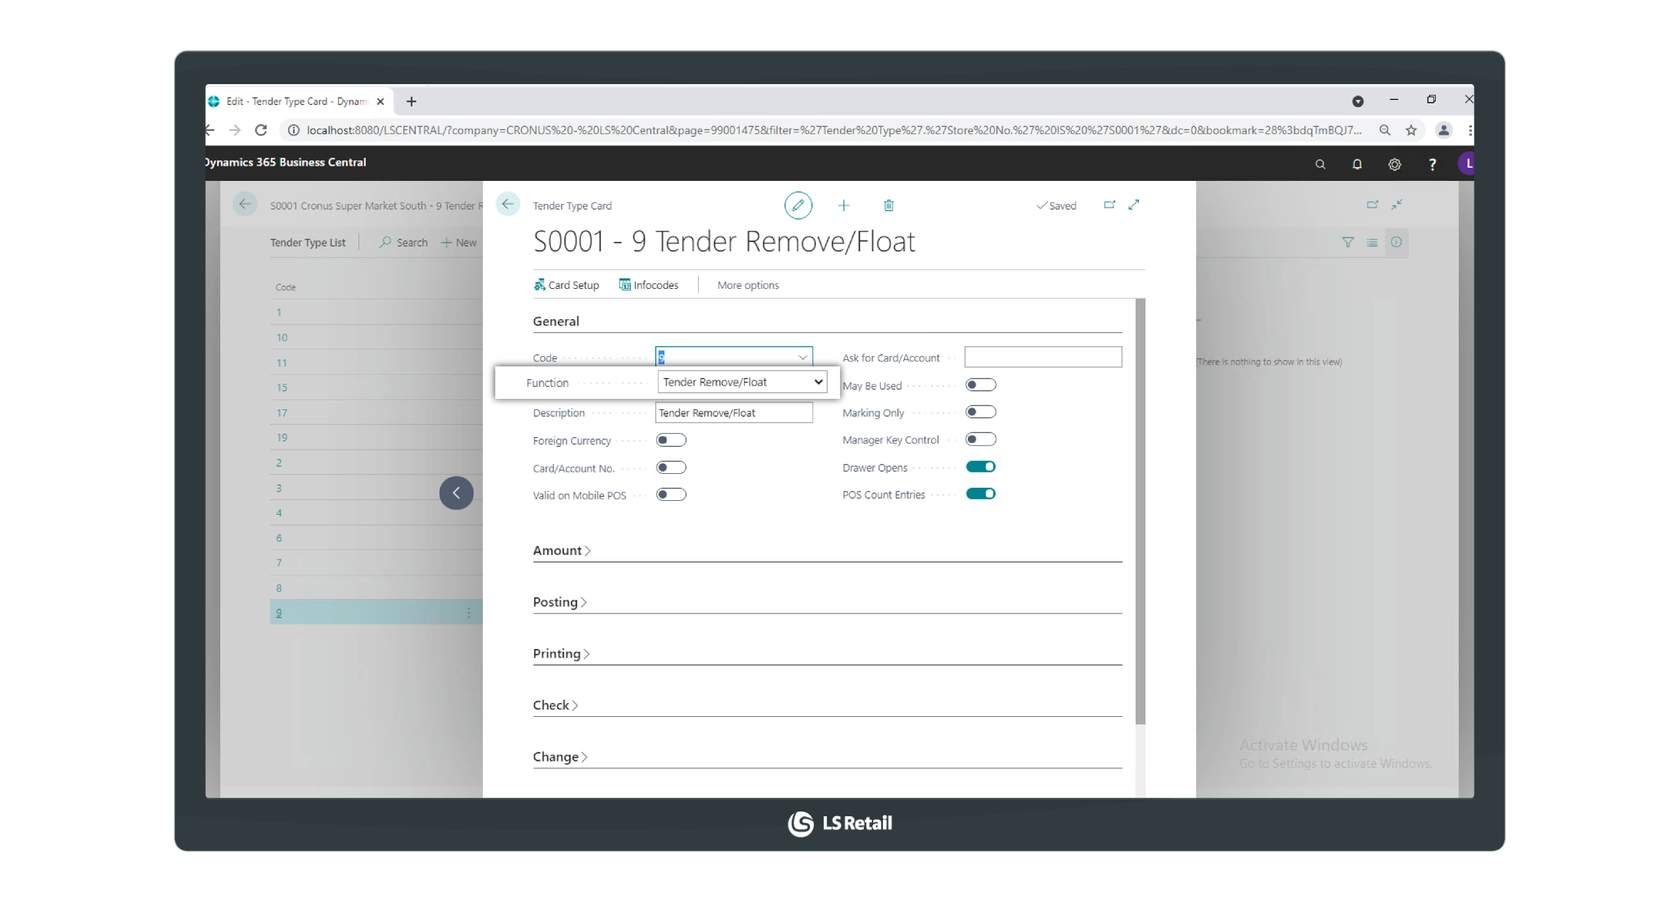 Edit - Tender Type Card - Dynam
localhost:8080/LSCENTRAL/?company=CRONUS%20-%20LS%20Central&page=99001475&filter=%27Tender%20Type%27.%27Store%20No.%27%20IS%20%27S0001%27&dc=0&bookmark=28%3bdqTmBQJ7...
Dynamics 365 Business Central
?
L
S0001 Cronus Super Market South - 9 Tender R
Tender Type Card
Saved
S0001 - 9 Tender Remove/Float
Tender Type List
Search
New
Card Setup
Infocodes
More options
Code
1
10
11
15
17
19
2
3
4
6
7
8
9
General
Code
9
Function
Tender Remove/Float
Description
Tender Remove/Float
Foreign Currency
Card/Account No.
Valid on Mobile POS
Ask for Card/Account
May Be Used
Marking Only
Manager Key Control
Drawer Opens
POS Count Entries
Amount
Posting
Printing
Check
Change
(There is nothing to show in this view)
Activate Windows
Go to Settings to activate Windows.
LS Retail